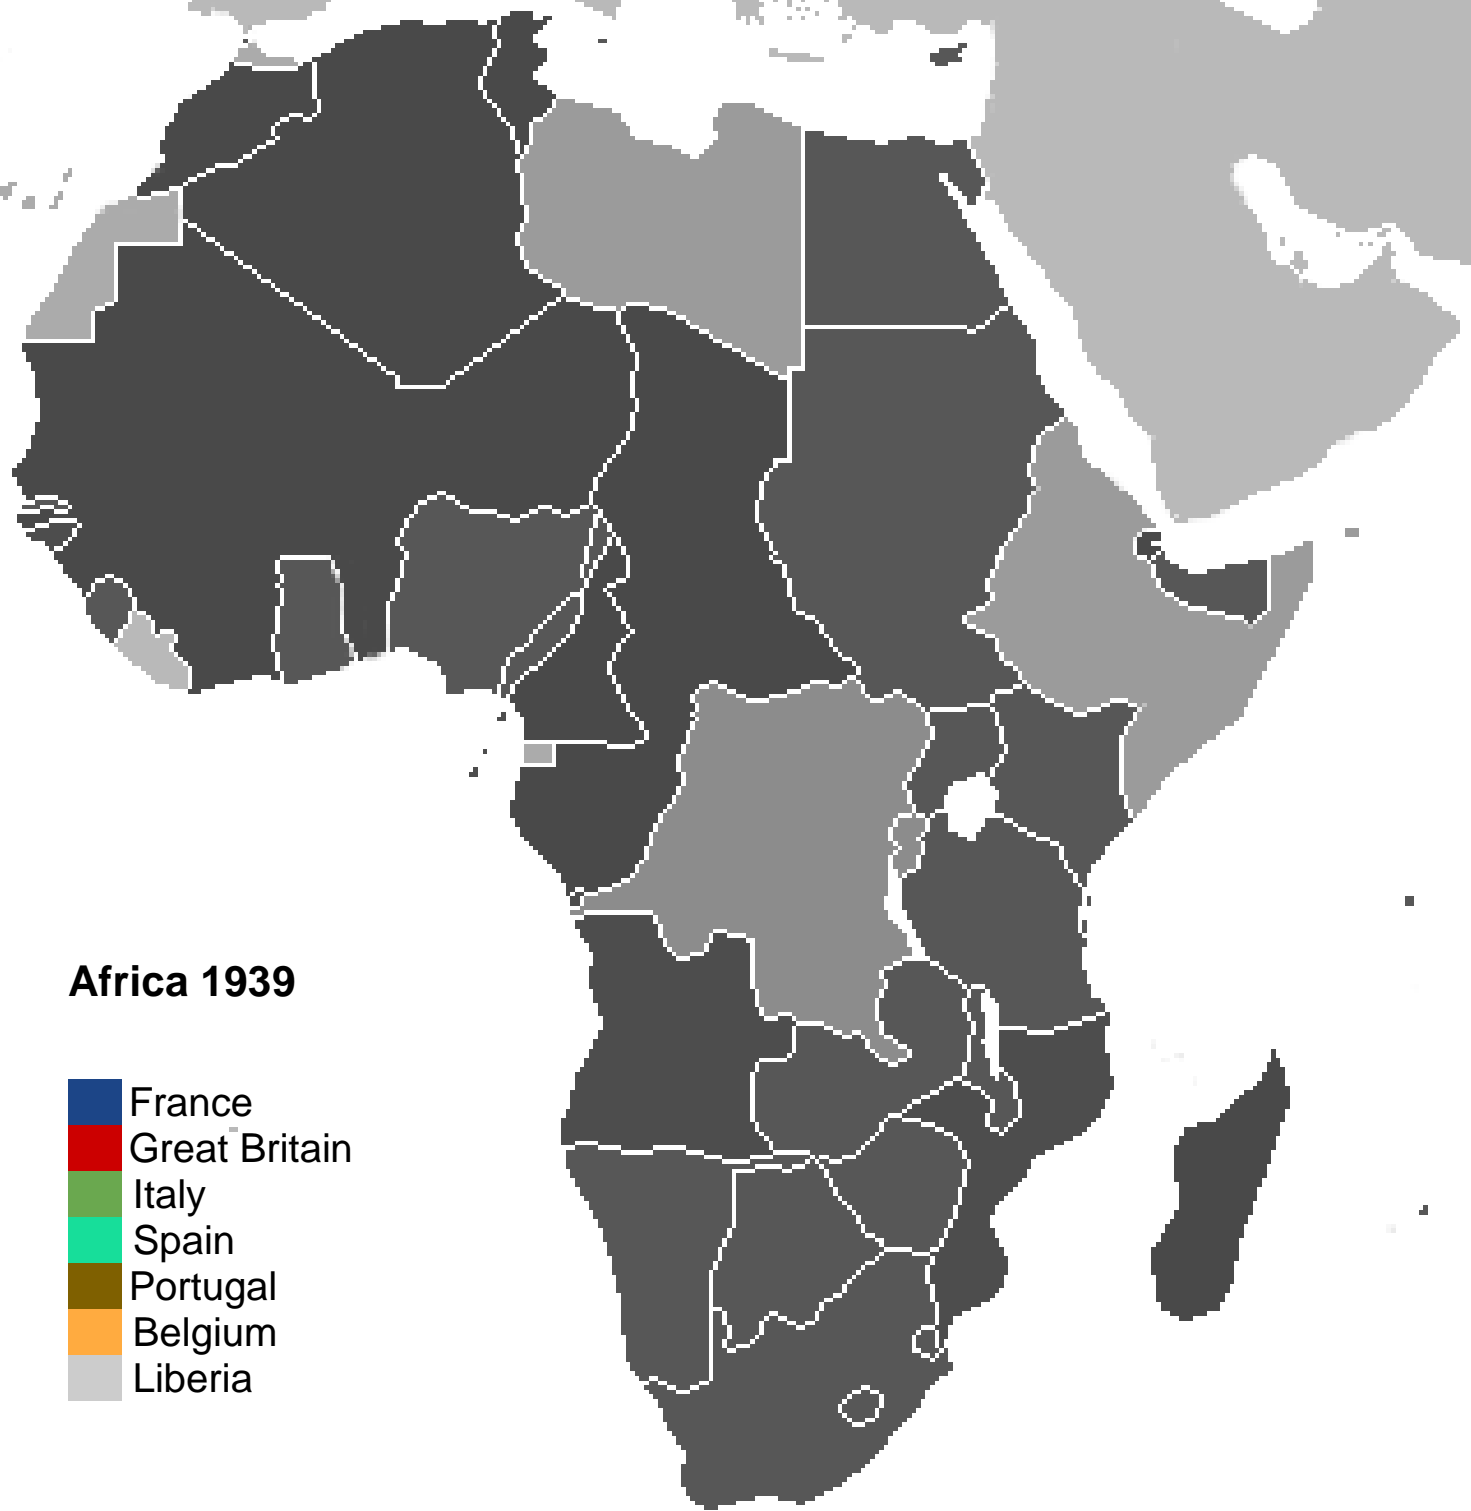 Africa 1939
France
Great Britain
Italy
Spain
Portugal
Belgium
Liberia